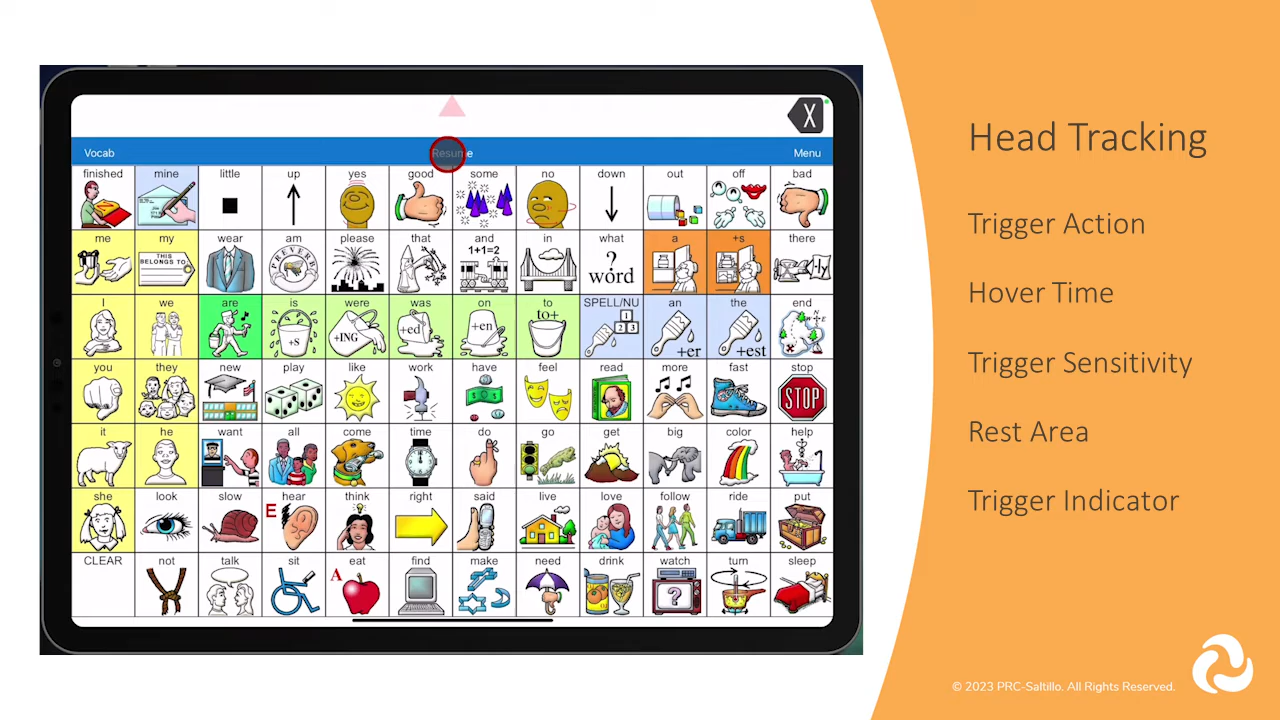 X
Vocab Resume Menu
finished mine little up yes good some no down out off bad
me my wear am please that and in what a +s there
THIS BELONGS TO PREVIEW 1+1=2 ? word -ly
I we are is were was on to SPELL/NU an the end
+S +ING +ed +en to+ 1 2 3 +er +est N W E S
you they new play like work have feel read more fast stop
STOP
it he want all come time do go get big color help
she look slow hear think right said live love follow ride put
E
CLEAR not talk sit eat find make need drink watch turn sleep
A ?
Head Tracking
Trigger Action
Hover Time
Trigger Sensitivity
Rest Area
Trigger Indicator
© 2023 PRC-Saltillo. All Rights Reserved.